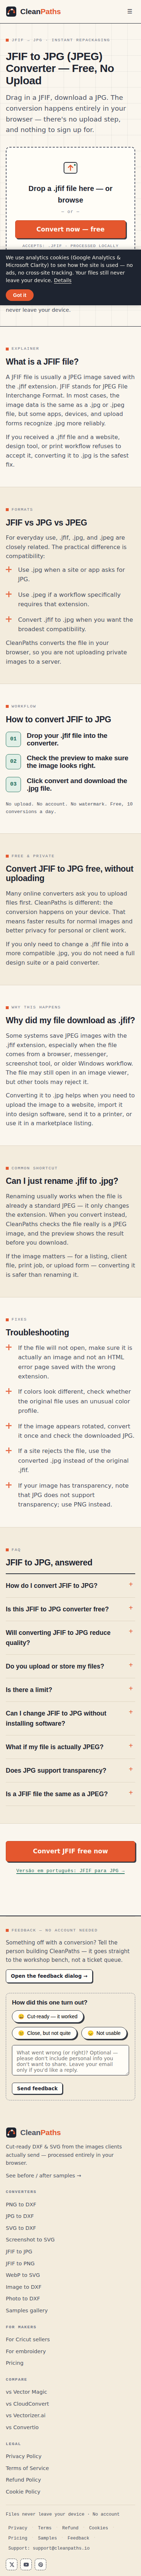 CleanPaths
JFIF → JPG · INSTANT REPACKAGING
JFIF to JPG (JPEG)
Converter — Free, No
Upload
Drag in a JFIF, download a JPG. The
conversion happens entirely in your
browser — there's no upload step,
and nothing to sign up for.
Drop a .jfif file here — or
browse
— or —
Convert now — free
ACCEPTS: .JFIF · PROCESSED LOCALLY
We use analytics cookies (Google Analytics &
Microsoft Clarity) to see how the site is used — no
ads, no cross-site tracking. Your files still never
leave your device. Details
Got it
never leave your device.
EXPLAINER
What is a JFIF file?
A JFIF file is usually a JPEG image saved with
the .jfif extension. JFIF stands for JPEG File
Interchange Format. In most cases, the
image data is the same as a .jpg or .jpeg
file, but some apps, devices, and upload
forms recognize .jpg more reliably.
If you received a .jfif file and a website,
design tool, or print workflow refuses to
accept it, converting it to .jpg is the safest
fix.
FORMATS
JFIF vs JPG vs JPEG
For everyday use, .jfif, .jpg, and .jpeg are
closely related. The practical difference is
compatibility:
Use .jpg when a site or app asks for
JPG.
Use .jpeg if a workflow specifically
requires that extension.
Convert .jfif to .jpg when you want the
broadest compatibility.
CleanPaths converts the file in your
browser, so you are not uploading private
images to a server.
WORKFLOW
How to convert JFIF to JPG
01
Drop your .jfif file into the
converter.
02
Check the preview to make sure
the image looks right.
03
Click convert and download the
.jpg file.
No upload. No account. No watermark. Free, 10
conversions a day.
FREE & PRIVATE
Convert JFIF to JPG free, without
uploading
Many online converters ask you to upload
files first. CleanPaths is different: the
conversion happens on your device. That
means faster results for normal images and
better privacy for personal or client work.
If you only need to change a .jfif file into a
more compatible .jpg, you do not need a full
design suite or a paid converter.
WHY THIS HAPPENS
Why did my file download as .jfif?
Some systems save JPEG images with the
.jfif extension, especially when the file
comes from a browser, messenger,
screenshot tool, or older Windows workflow.
The file may still open in an image viewer,
but other tools may reject it.
Converting it to .jpg helps when you need to
upload the image to a website, import it
into design software, send it to a printer, or
use it in a marketplace listing.
COMMON SHORTCUT
Can I just rename .jfif to .jpg?
Renaming usually works when the file is
already a standard JPEG — it only changes
the extension. When you convert instead,
CleanPaths checks the file really is a JPEG
image, and the preview shows the result
before you download.
If the image matters — for a listing, client
file, print job, or upload form — converting it
is safer than renaming it.
FIXES
Troubleshooting
If the file will not open, make sure it is
actually an image and not an HTML
error page saved with the wrong
extension.
If colors look different, check whether
the original file uses an unusual color
profile.
If the image appears rotated, convert
it once and check the downloaded JPG.
If a site rejects the file, use the
converted .jpg instead of the original
.jfif.
If your image has transparency, note
that JPG does not support
transparency; use PNG instead.
FAQ
JFIF to JPG, answered
How do I convert JFIF to JPG?
Is this JFIF to JPG converter free?
Will converting JFIF to JPG reduce
quality?
Do you upload or store my files?
Is there a limit?
Can I change JFIF to JPG without
installing software?
What if my file is actually JPEG?
Does JPG support transparency?
Is a JFIF file the same as a JPEG?
Convert JFIF free now
Versão em português: JFIF para JPG →
FEEDBACK — NO ACCOUNT NEEDED
Something off with a conversion? Tell the
person building CleanPaths — it goes straight
to the workshop bench, not a ticket queue.
Open the feedback dialog →
How did this one turn out?
Cut-ready — it worked
Close, but not quite
Not usable
What went wrong (or right)? Optional —
please don't include personal info you
don't want to share. Leave your email
only if you'd like a reply.
Send feedback
CleanPaths
Cut-ready DXF & SVG from the images clients
actually send — processed entirely in your
browser.
See before / after samples →
CONVERTERS
PNG to DXF
JPG to DXF
SVG to DXF
Screenshot to SVG
JFIF to JPG
JFIF to PNG
WebP to SVG
Image to DXF
Photo to DXF
Samples gallery
FOR MAKERS
For Cricut sellers
For embroidery
Pricing
COMPARE
vs Vector Magic
vs CloudConvert
vs Vectorizer.ai
vs Convertio
LEGAL
Privacy Policy
Terms of Service
Refund Policy
Cookie Policy
Files never leave your device · No account
Privacy Terms Refund Cookies
Pricing Samples Feedback
Support: support@cleanpaths.io